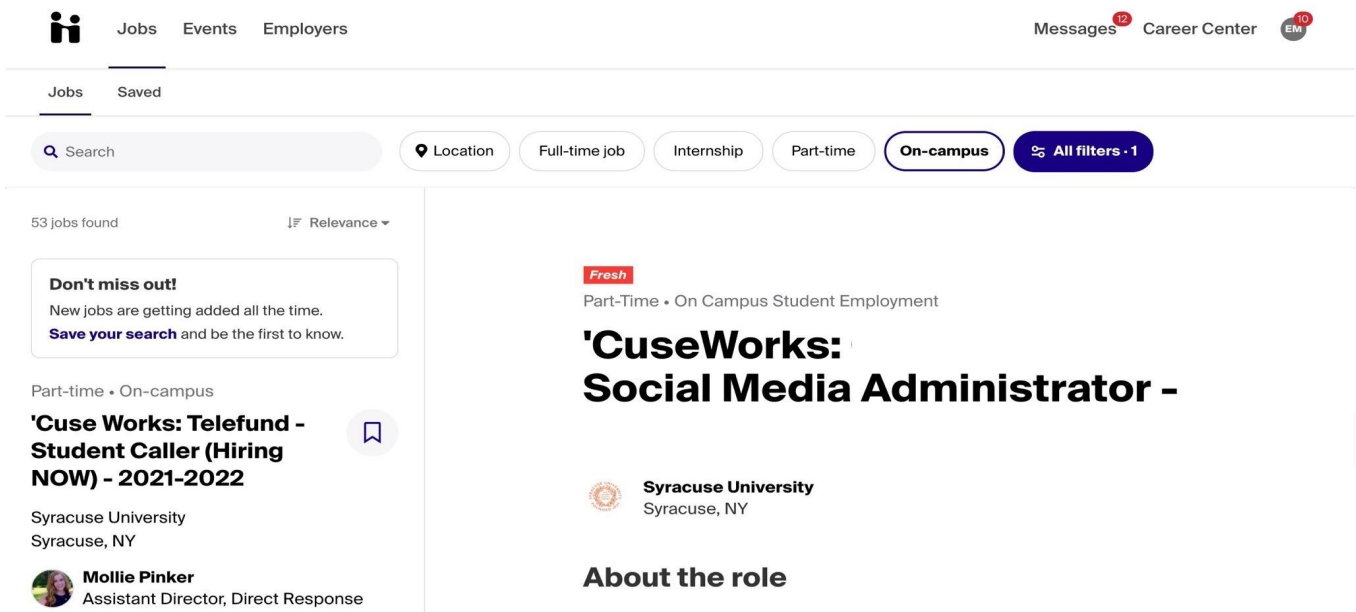 Jobs Events Employers Messages 12 Career Center EM 10
Jobs Saved
Search Location Full-time job Internship Part-time On-campus All filters · 1
53 jobs found Relevance
Don't miss out!
New jobs are getting added all the time.
Save your search and be the first to know.
Part-time • On-campus
'Cuse Works: Telefund -
Student Caller (Hiring
NOW) - 2021-2022
Syracuse University
Syracuse, NY
Mollie Pinker
Assistant Director, Direct Response
Fresh
Part-Time • On Campus Student Employment
'CuseWorks:
Social Media Administrator -
Syracuse University
Syracuse, NY
About the role